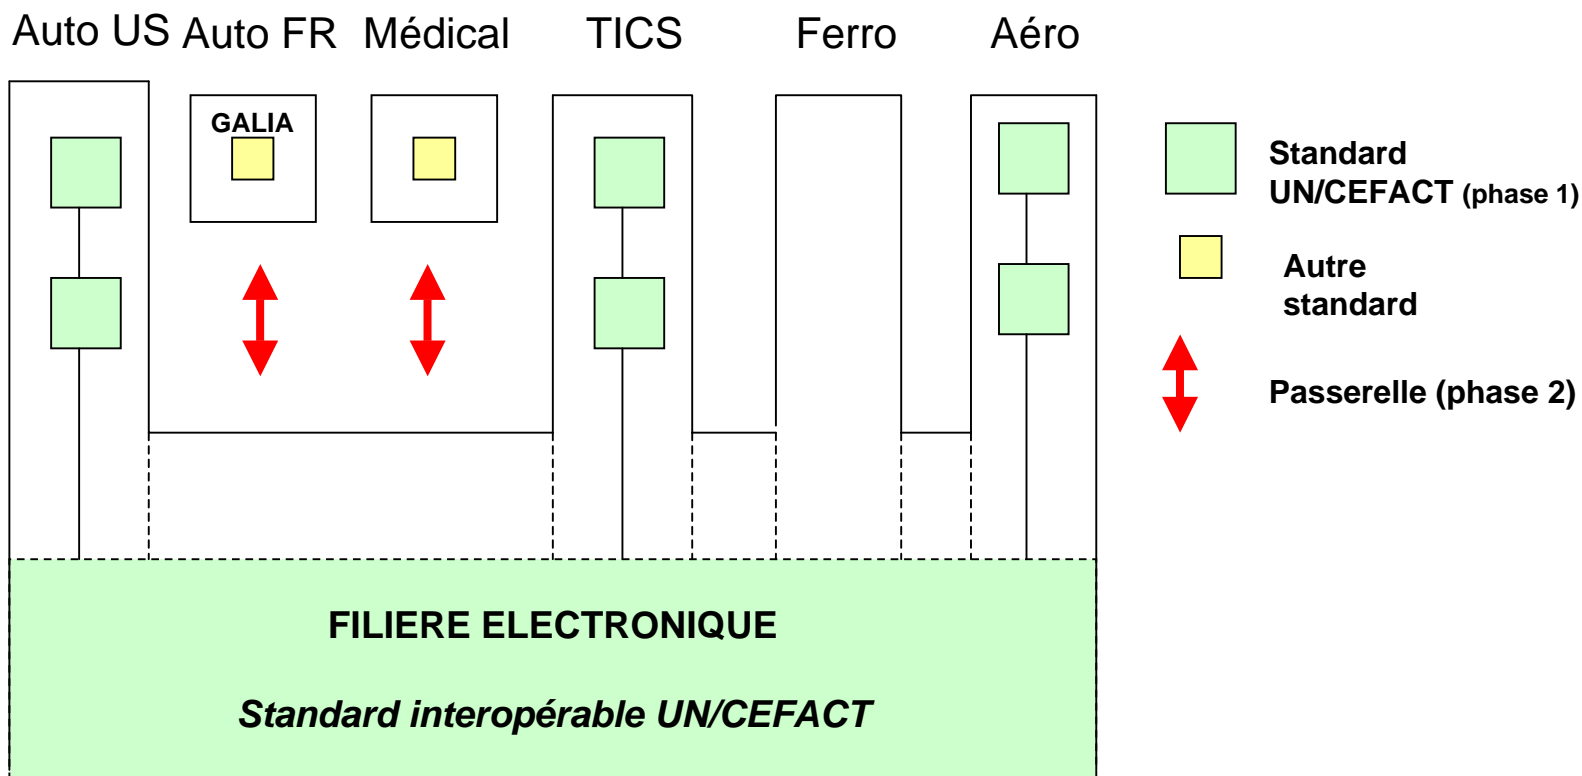 Auto US Auto FR Médical TICS Ferro Aéro
GALIA
Standard
UN/CEFACT (phase 1)
Autre
standard
Passerelle (phase 2)
FILIERE ELECTRONIQUE
Standard interopérable UN/CEFACT